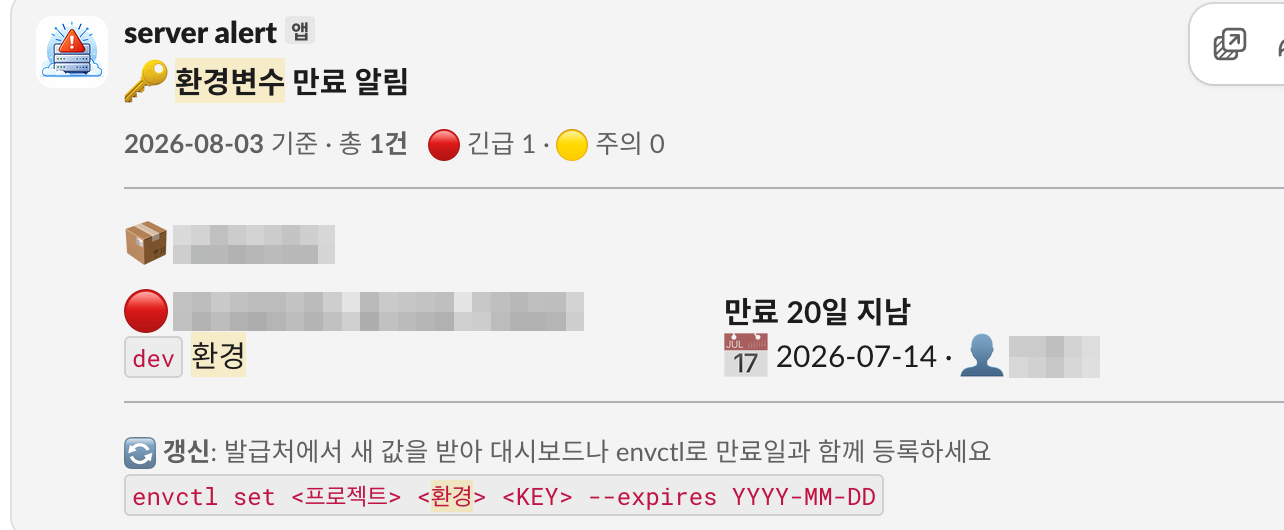 server alert 앱
환경변수 만료 알림
2026-08-03 기준 · 총 1건 긴급 1 · 주의 0
만료 20일 지남
dev 환경
JUL 17 2026-07-14 ·
갱신: 발급처에서 새 값을 받아 대시보드나 envctl로 만료일과 함께 등록하세요
envctl set <프로젝트> <환경> <KEY> --expires YYYY-MM-DD